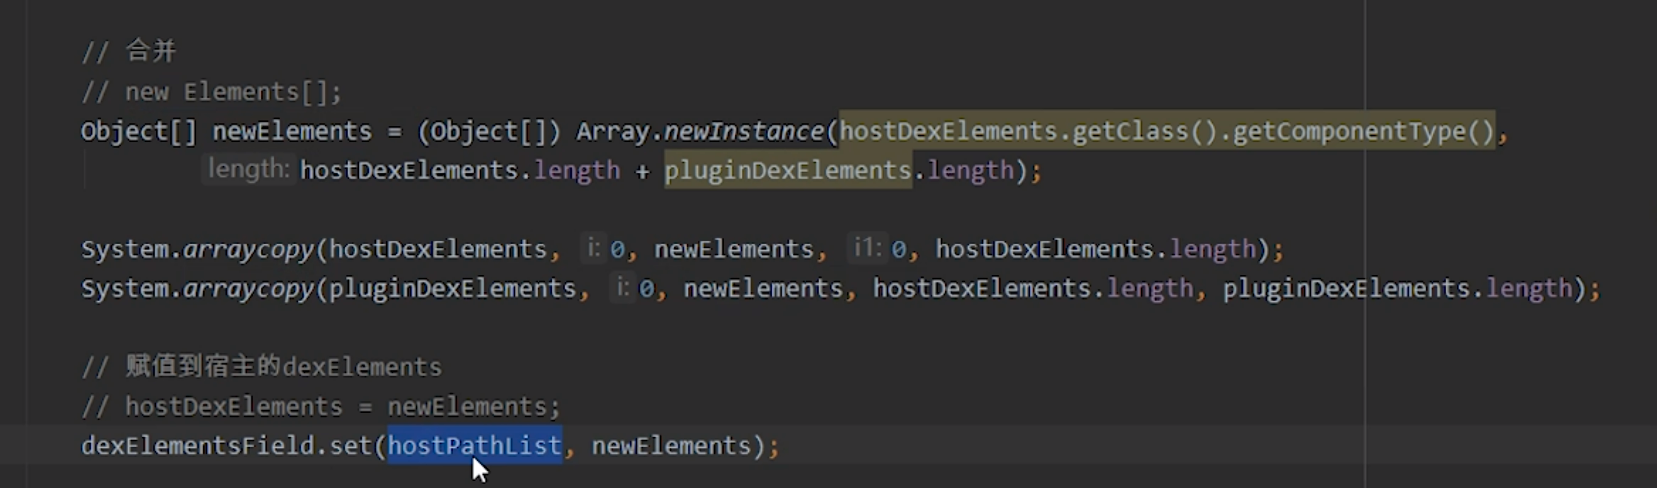 // 合并
// new Elements[];
Object[] newElements = (Object[]) Array.newInstance(hostDexElements.getClass().getComponentType(),
length: hostDexElements.length + pluginDexElements.length);
System.arraycopy(hostDexElements, i: 0, newElements, i1: 0, hostDexElements.length);
System.arraycopy(pluginDexElements, i: 0, newElements, hostDexElements.length, pluginDexElements.length);
// 赋值到宿主的dexElements
// hostDexElements = newElements;
dexElementsField.set(hostPathList, newElements);